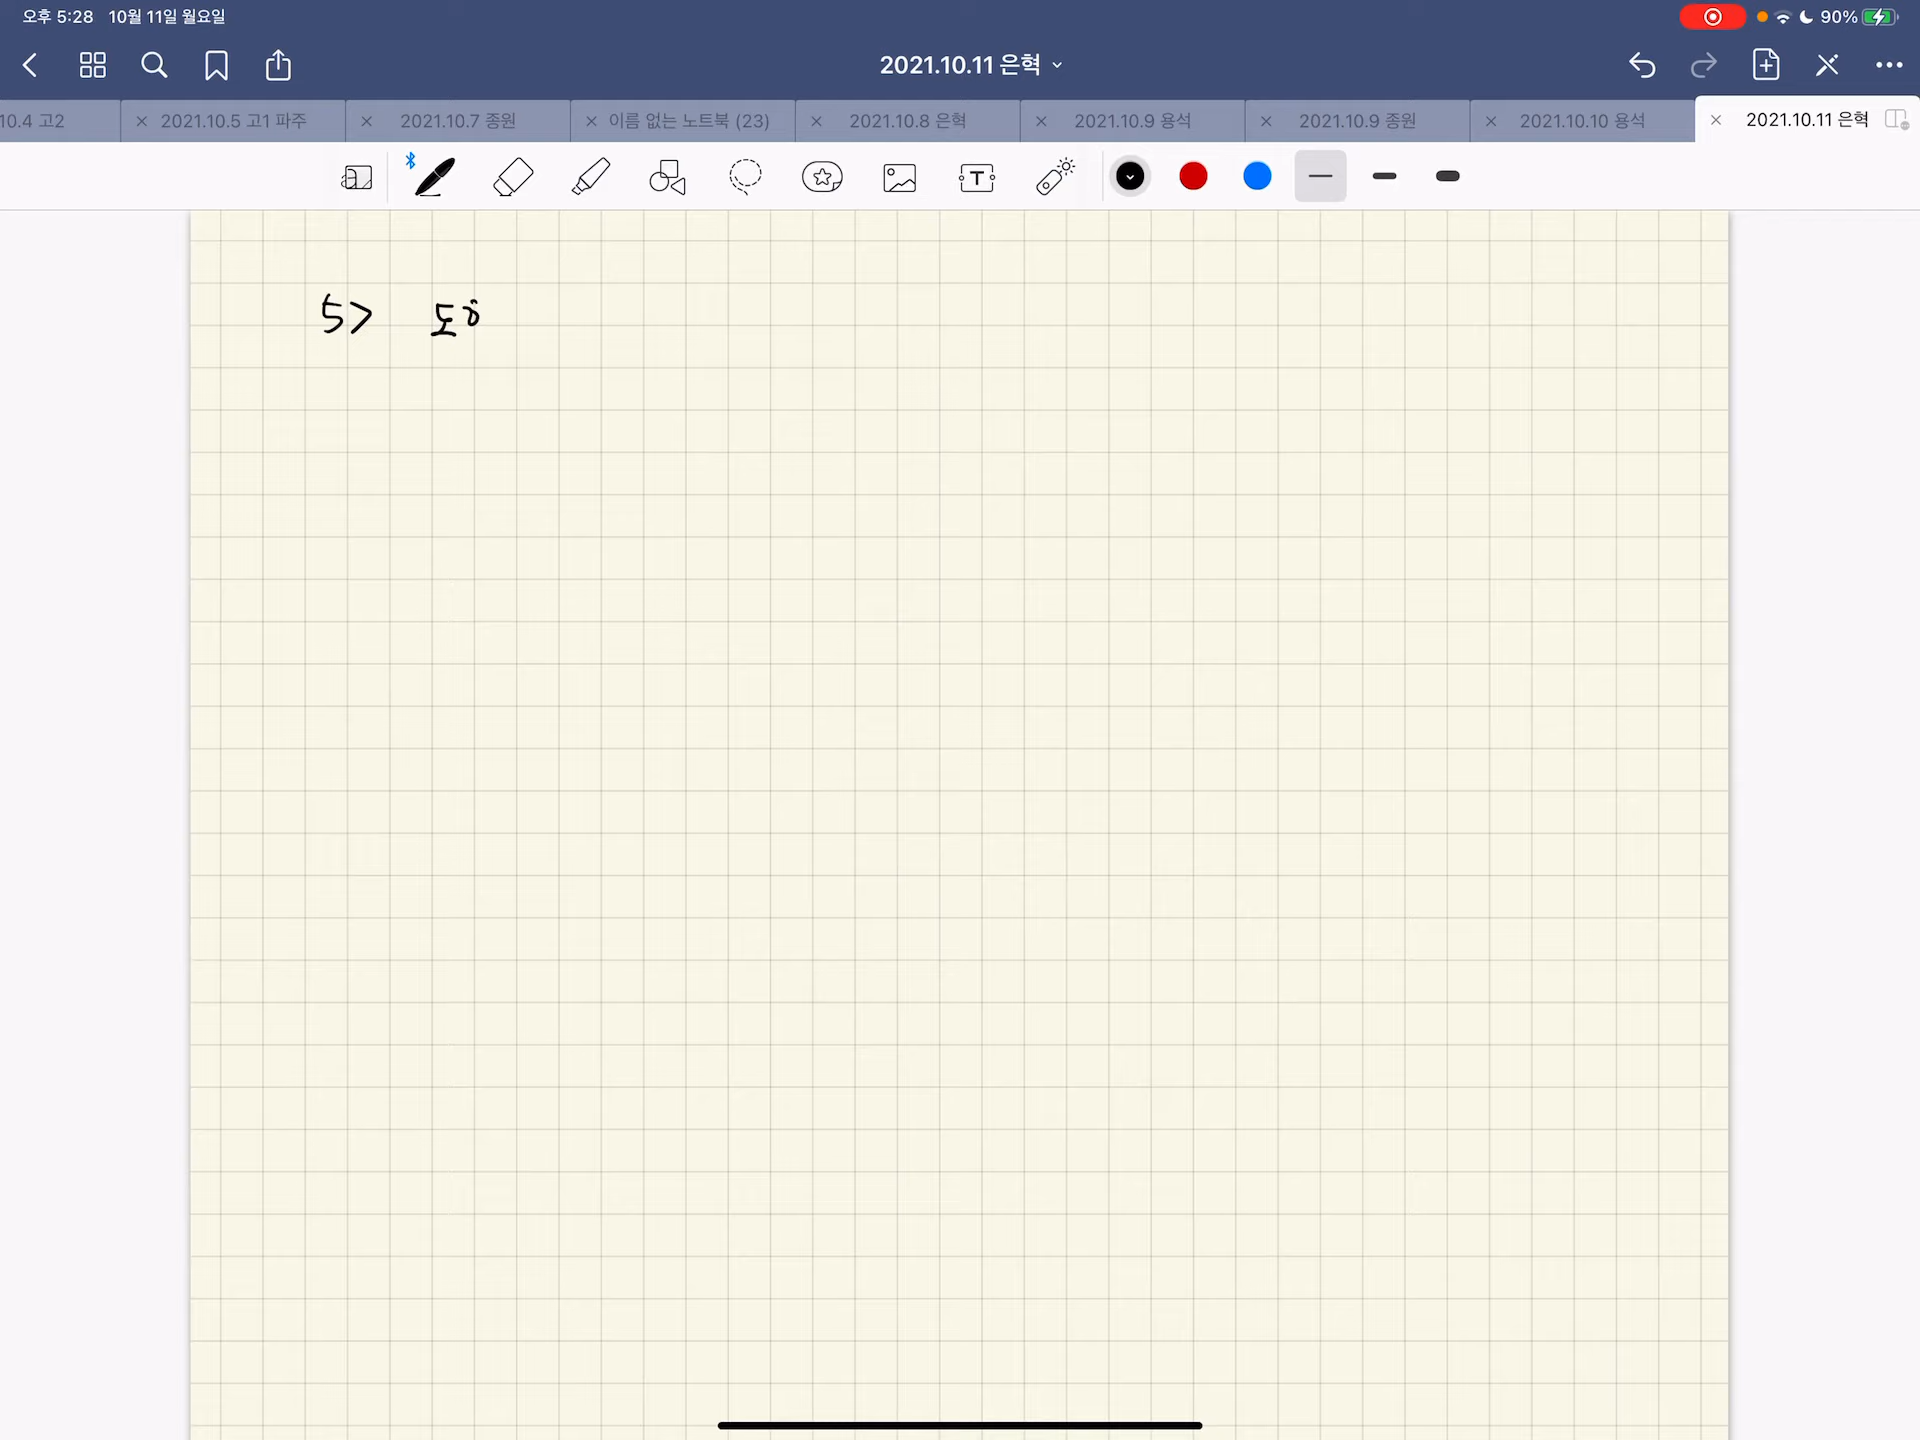 오후 5:28 10월 11일 월요일 90%
2021.10.11 은혁
10.4 고2 2021.10.5 고1 파주 2021.10.7 종원 이름 없는 노트북 (23) 2021.10.8 은혁 2021.10.9 용석 2021.10.9 종원 2021.10.10 용석 2021.10.11 은혁
5> 도ㅎ